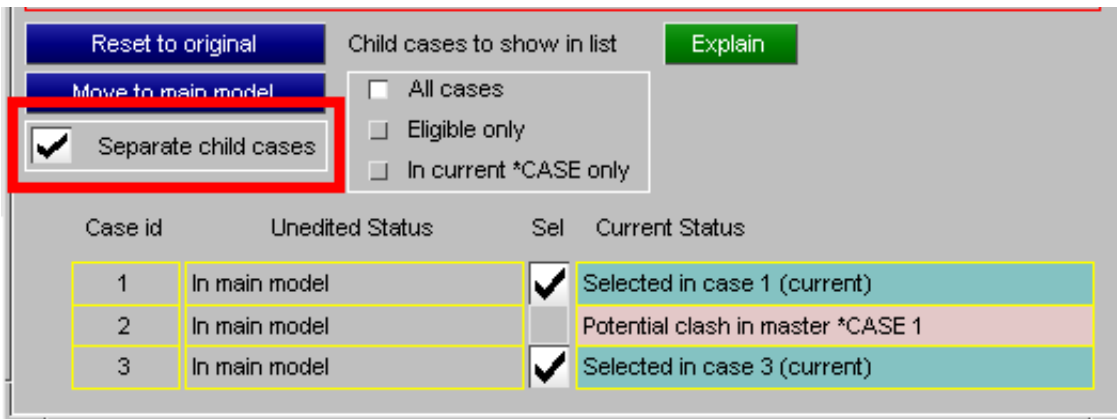 Reset to original Child cases to show in list Explain
Move to main model All cases
Separate child cases Eligible only
In current *CASE only
Case id Unedited Status Sel Current Status
1 In main model Selected in case 1 (current)
2 In main model Potential clash in master *CASE 1
3 In main model Selected in case 3 (current)